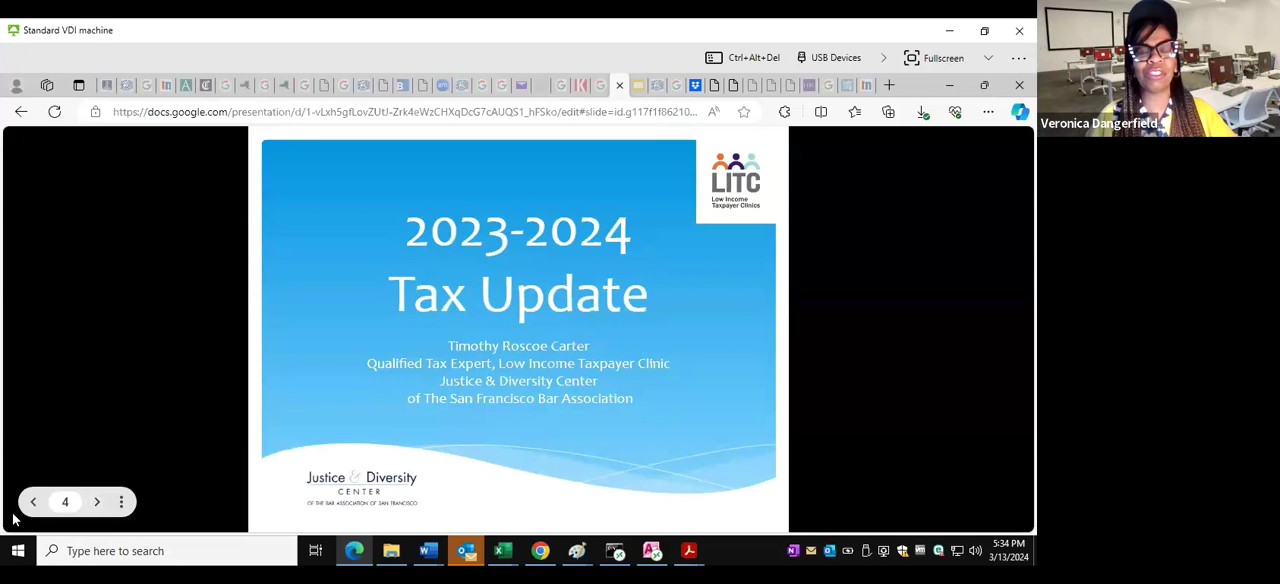 Standard VDI machine
Ctrl+Alt+Del
USB Devices
Fullscreen
https://docs.google.com/presentation/d/1-vLxh5gfLovZUtJ-Zrk4eWzCHXqDcG7cAUQS1_hFSko/edit#slide=id.g117f1f86210...
Veronica Dangerfield
LITC
Low Income
Taxpayer Clinics
2023-2024
Tax Update
Timothy Roscoe Carter
Qualified Tax Expert, Low Income Taxpayer Clinic
Justice & Diversity Center
of The San Francisco Bar Association
Justice & Diversity
CENTER
OF THE BAR ASSOCIATION OF SAN FRANCISCO
4
Type here to search
5:34 PM
3/13/2024